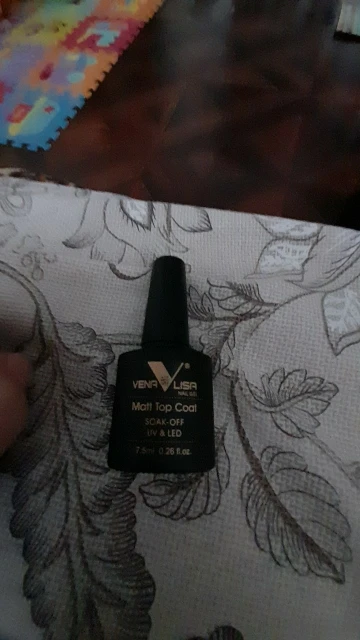 VENA LISA
NAIL GEL
Matt Top Coat
SOAK-OFF
UV & LED
7.5ml 0.26 fl.oz.